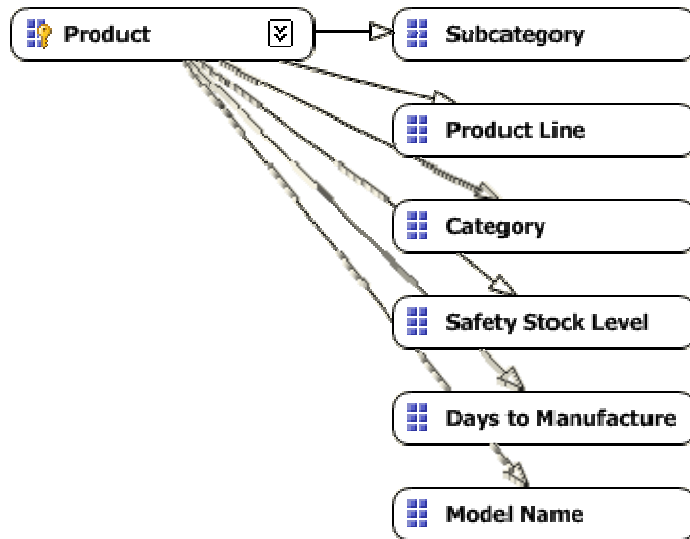 Product
Subcategory
Product Line
Category
Safety Stock Level
Days to Manufacture
Model Name